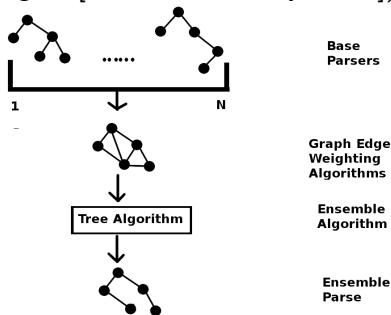 Base
Parsers
1
N
Graph Edge
Weighting
Algorithms
Tree Algorithm
Ensemble
Algorithm
Ensemble
Parse